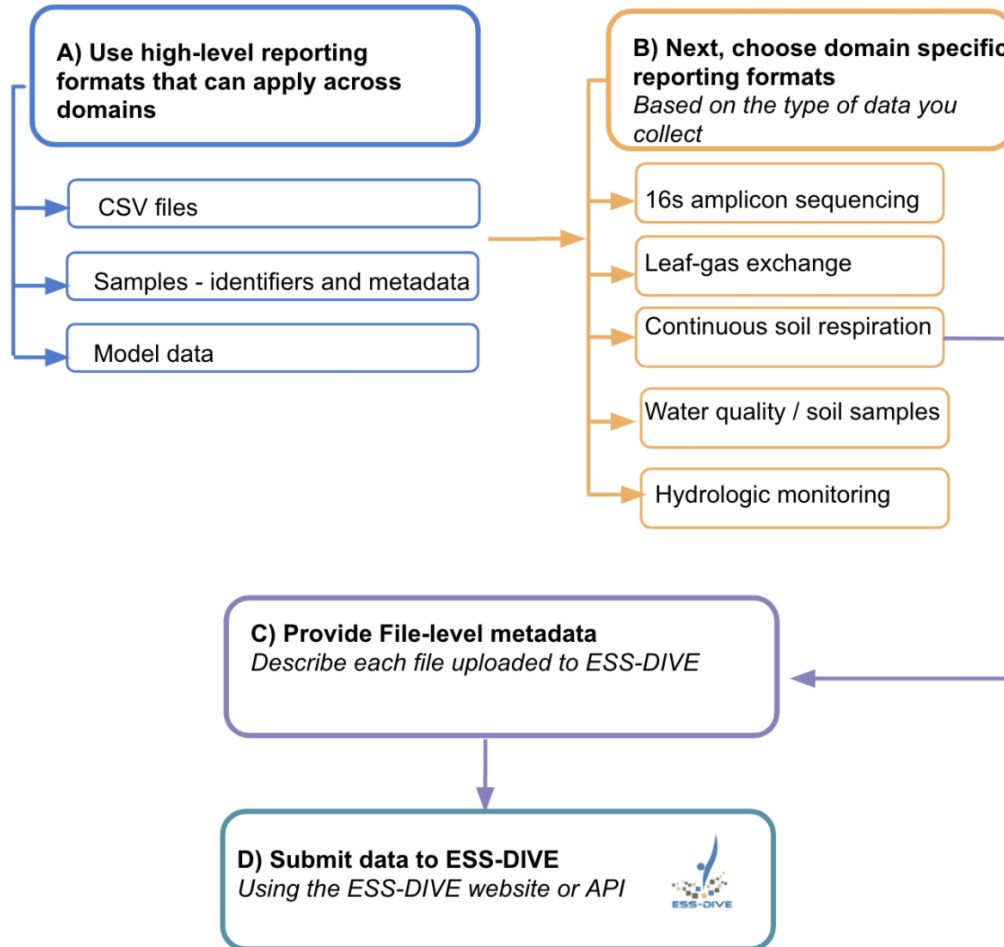 A) Use high-level reporting
formats that can apply across
domains
CSV files
Samples - identifiers and metadata
Model data
B) Next, choose domain specific
reporting formats
Based on the type of data you
collect
16s amplicon sequencing
Leaf-gas exchange
Continuous soil respiration
Water quality / soil samples
Hydrologic monitoring
C) Provide File-level metadata
Describe each file uploaded to ESS-DIVE
D) Submit data to ESS-DIVE
Using the ESS-DIVE website or API
ESS-DIVE